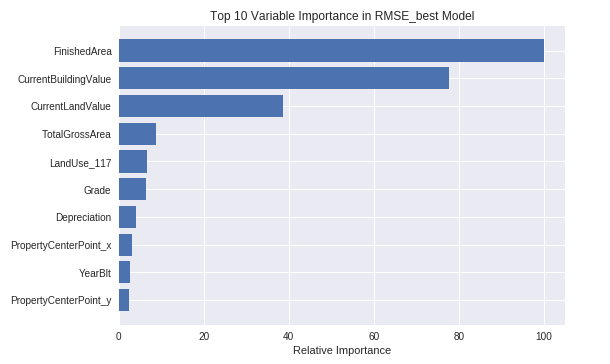 Top 10 Variable Importance in RMSE_best Model
FinishedArea
CurrentBuildingValue
CurrentLandValue
TotalGrossArea
LandUse_117
Grade
Depreciation
PropertyCenterPoint_x
YearBlt
PropertyCenterPoint_y
0 20 40 60 80 100
Relative Importance